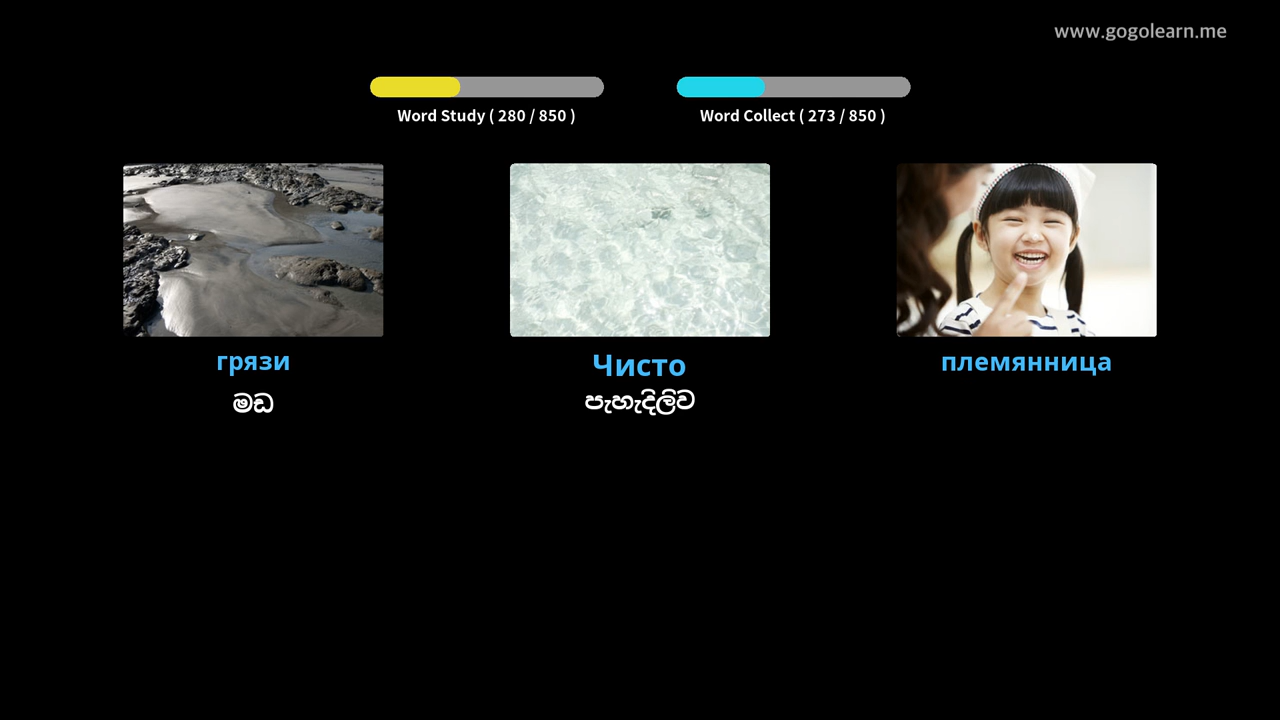 www.gogolearn.me
Word Study ( 280 / 850 )
Word Collect ( 273 / 850 )
грязи
මඩ
Чисто
පැහැදිලිව
племянница